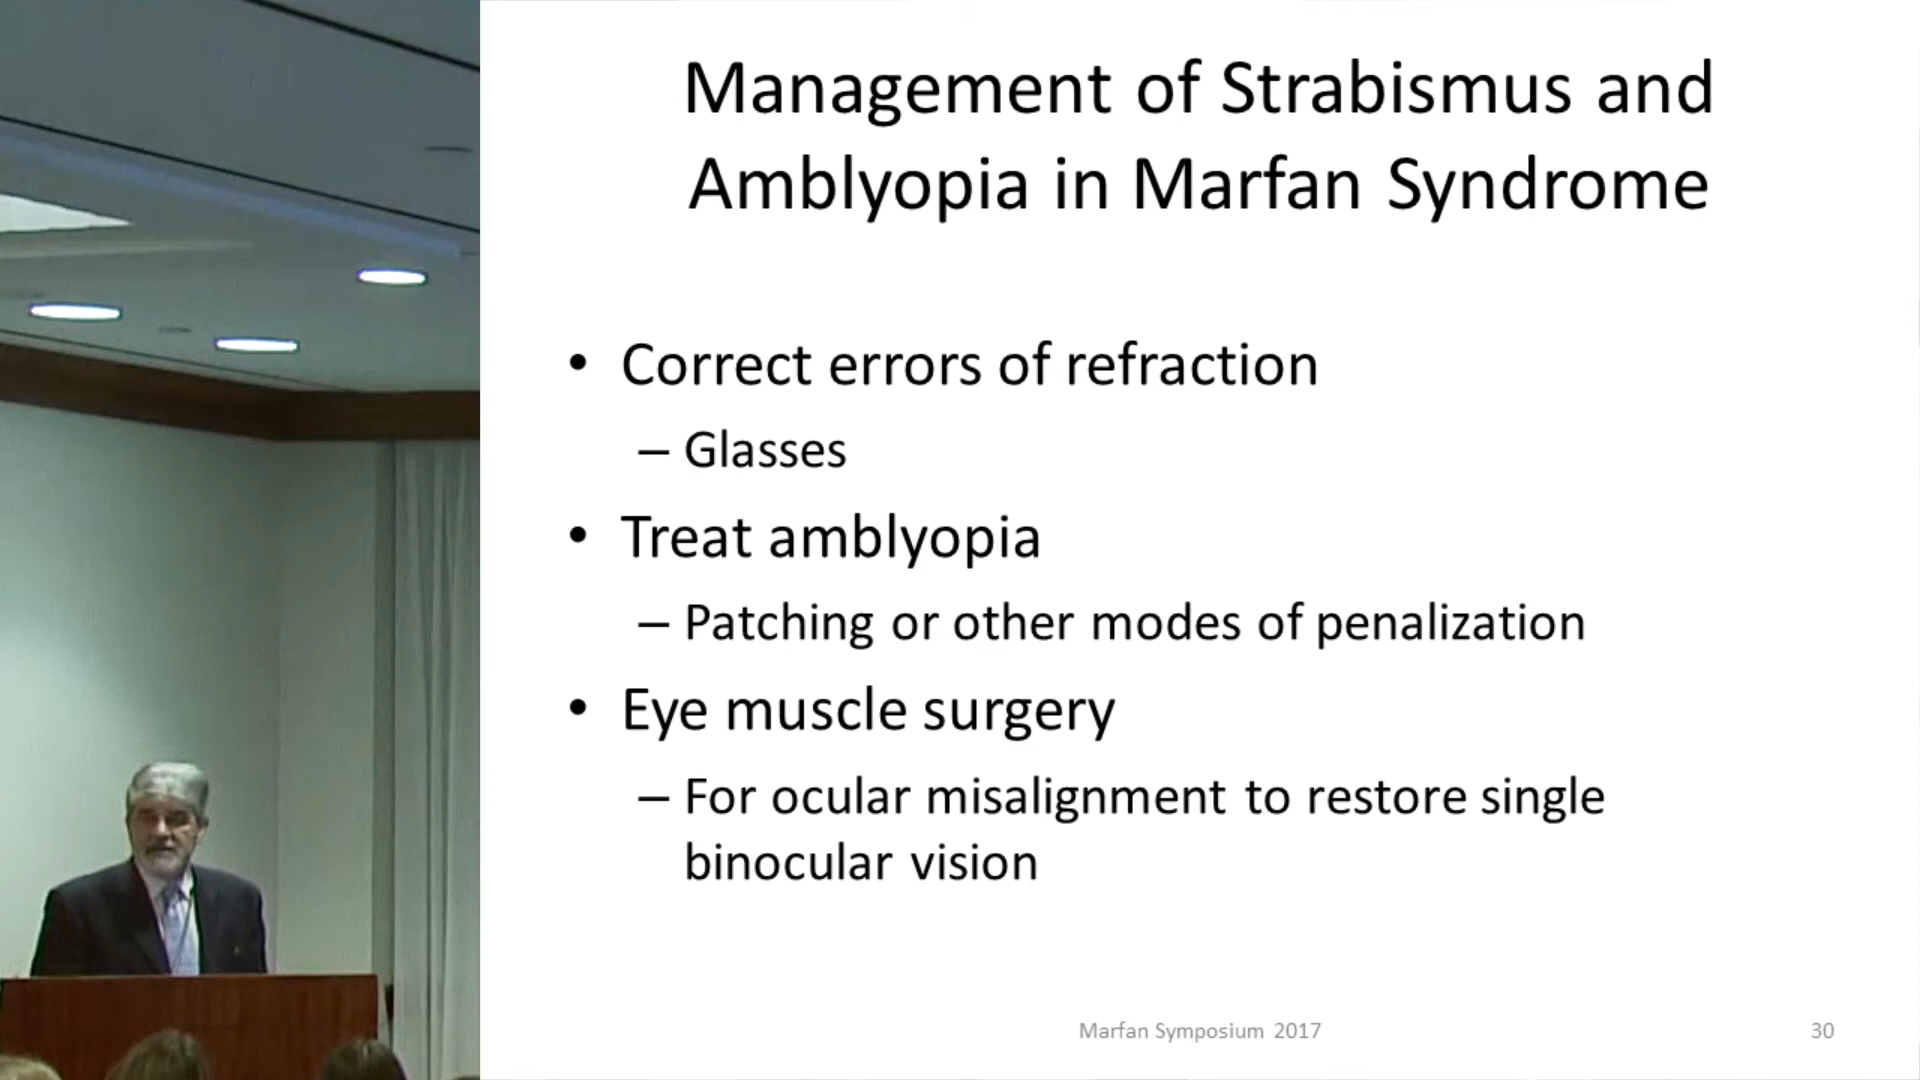 Management of Strabismus and
Amblyopia in Marfan Syndrome
• Correct errors of refraction
– Glasses
• Treat amblyopia
– Patching or other modes of penalization
• Eye muscle surgery
– For ocular misalignment to restore single
binocular vision
Marfan Symposium 2017
30